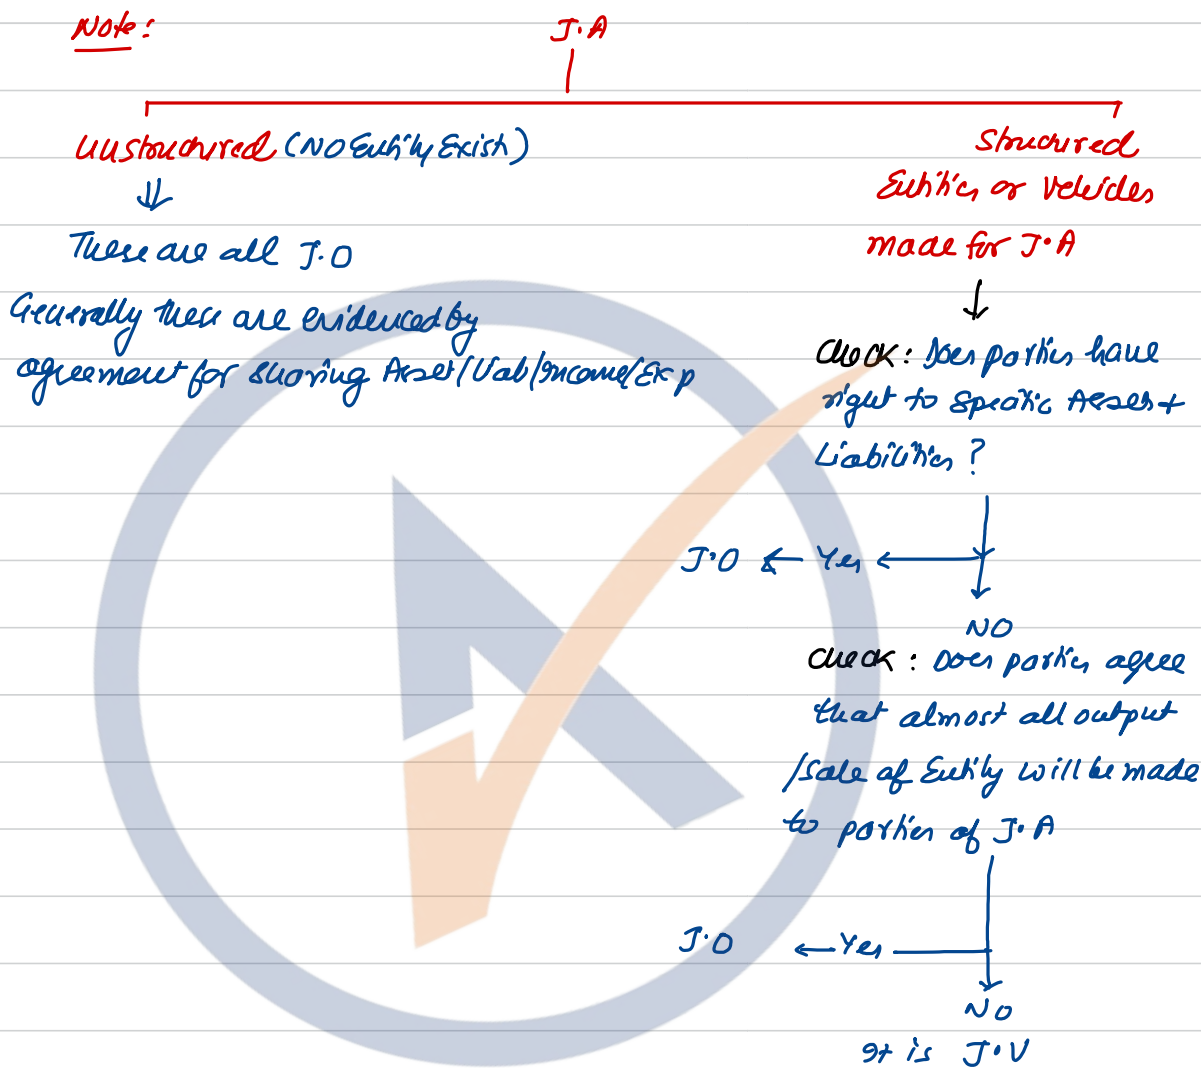 Note:
J.A
Unstructured (No Entity Exist)
These are all J.O
Generally these are evidenced by
agreement for sharing Asset/Liab/Income/Exp
Structured
Entities or Vehicles
made for J.A
Check: Does parties have
right to Specific Assets +
Liabilities?
J.O ← Yes ←
NO
Check: Does parties agree
that almost all output
/Sale of Entity will be made
to parties of J.A
J.O ← Yes
NO
It is J.V